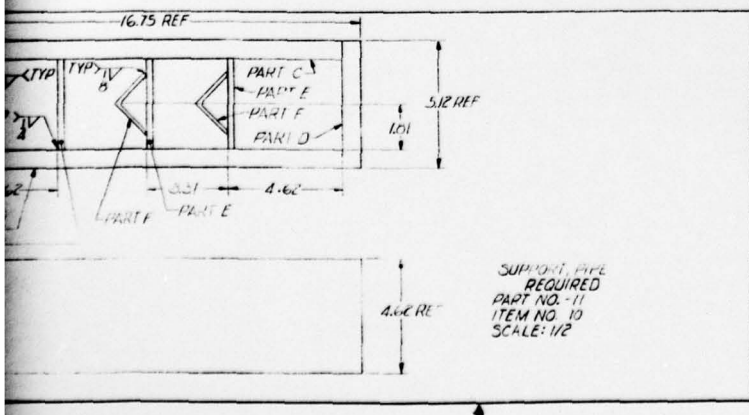 16.75 REF
TYP
TYP
8
PART C
PART E
PART F
PART D
1.01
5.12 REF
4.62
PART F
PART E
4.62 REF
SUPPORT, PIPE
REQUIRED
PART NO. -11
ITEM NO. 10
SCALE: 1/2